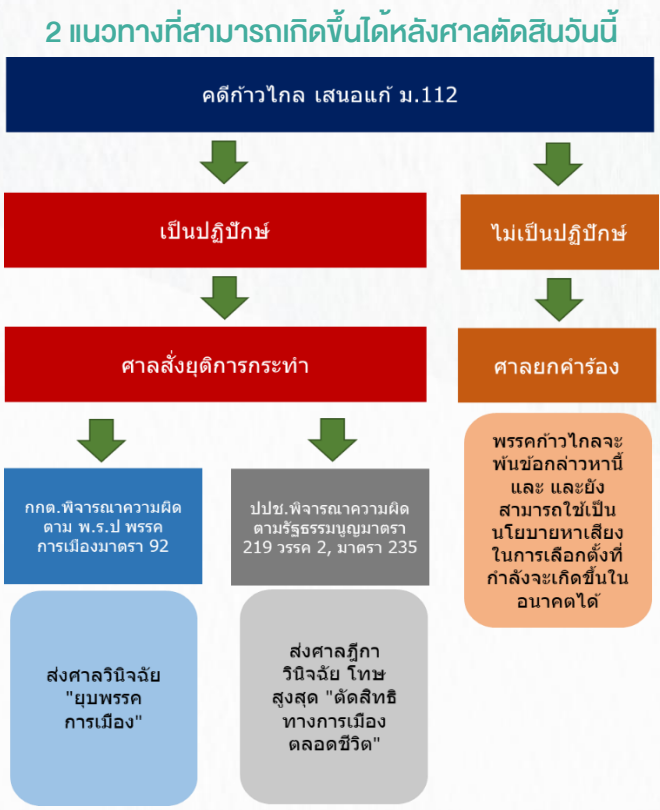 2 แนวทางที่สามารถเกิดขึ้นได้หลังศาลตัดสินวันนี้
คดีก้าวไกล เสนอแก้ ม.112
เป็นปฏิปักษ์
ไม่เป็นปฏิปักษ์
ศาลสั่งยุติการกระทำ
ศาลยกคำร้อง
กกต.พิจารณาความผิด
ตาม พ.ร.ป พรรค
การเมืองมาตรา 92
ปปช.พิจารณาความผิด
ตามรัฐธรรมนูญมาตรา
219 วรรค 2, มาตรา 235
พรรคก้าวไกลจะ
พ้นข้อกล่าวหานี้
และ และยัง
สามารถใช้เป็น
นโยบายหาเสียง
ในการเลือกตั้งที่
กำลังจะเกิดขึ้นใน
อนาคตได้
ส่งศาลวินิจฉัย
"ยุบพรรค
การเมือง"
ส่งศาลฎีกา
วินิจฉัย โทษ
สูงสุด "ตัดสิทธิ
ทางการเมือง
ตลอดชีวิต"